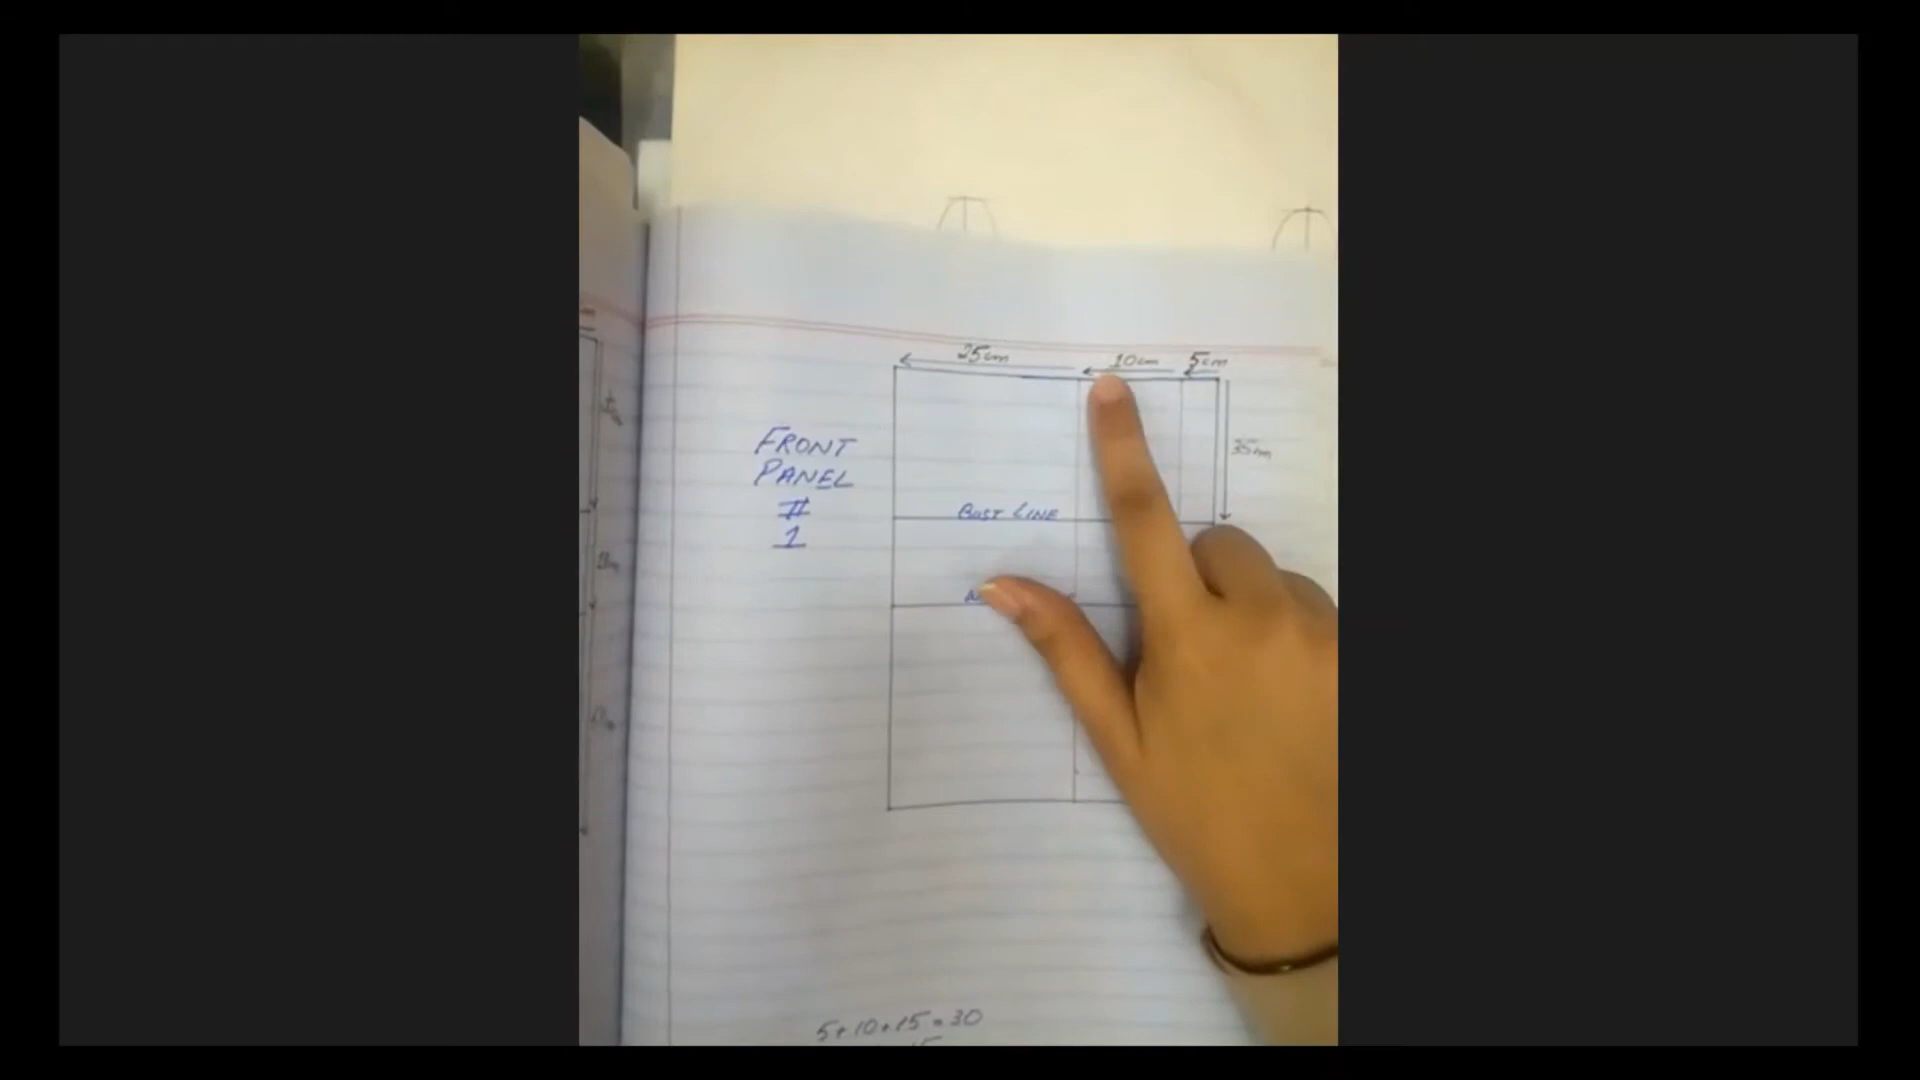 25cm 10cm 5cm
35cm
FRONT
PANEL
#
1
BUST LINE
5+10+15=30